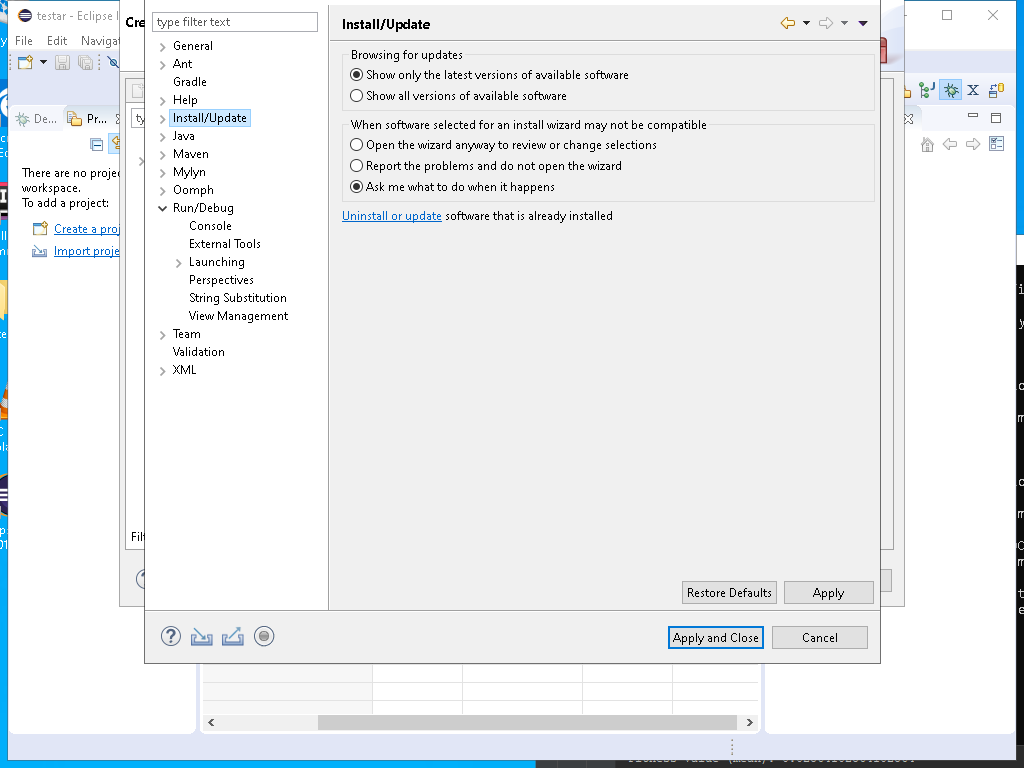 testar - Eclipse I
File Edit Navigat
Cre
De...
Pr...
There are no projec
workspace.
To add a project:
Create a proj
Import proje
ty
Filt
type filter text
General
Ant
Gradle
Help
Install/Update
Java
Maven
Mylyn
Oomph
Run/Debug
Console
External Tools
Launching
Perspectives
String Substitution
View Management
Team
Validation
XML
Install/Update
Browsing for updates
Show only the latest versions of available software
Show all versions of available software
When software selected for an install wizard may not be compatible
Open the wizard anyway to review or change selections
Report the problems and do not open the wizard
Ask me what to do when it happens
Uninstall or update software that is already installed
Restore Defaults Apply
Apply and Close Cancel